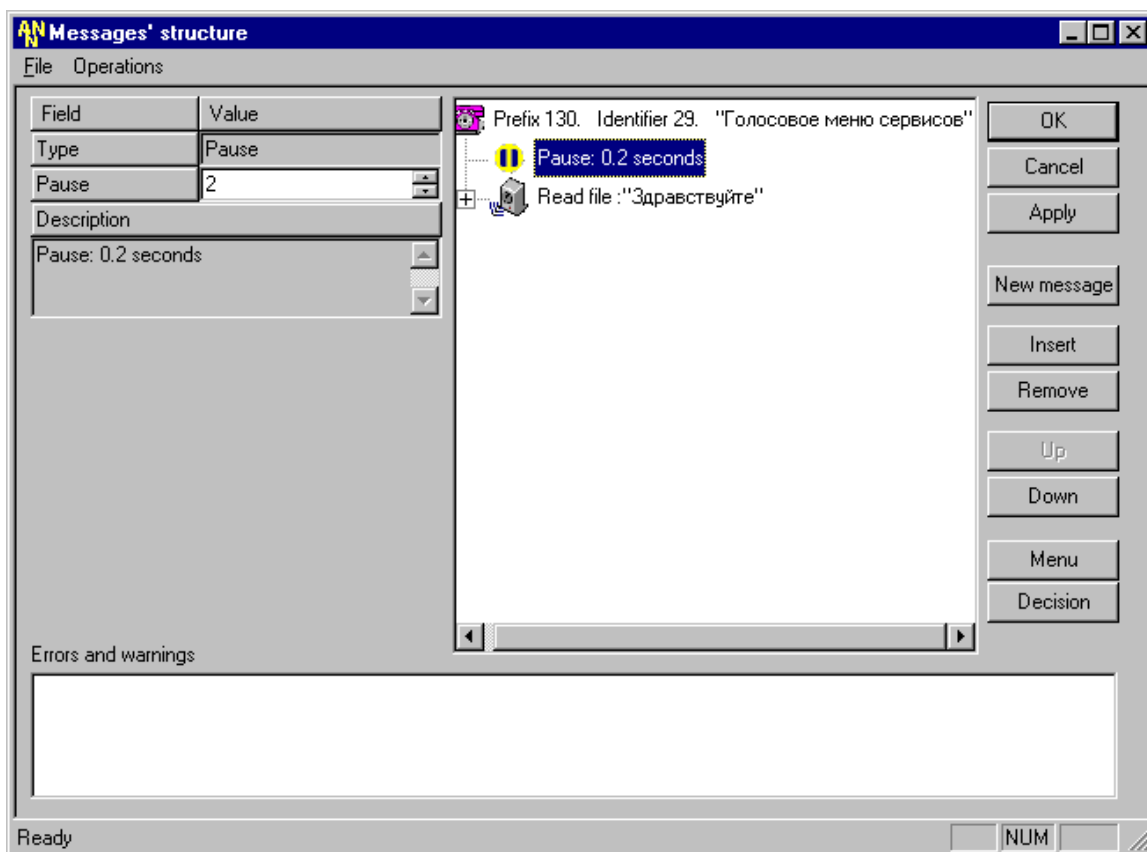 Messages' structure
File Operations
Field Value
Type Pause
Pause 2
Description
Pause: 0.2 seconds
Prefix 130. Identifier 29. "Голосовое меню сервисов"
Pause: 0.2 seconds
Read file :"Здравствуйте"
OK
Cancel
Apply
New message
Insert
Remove
Up
Down
Menu
Decision
Errors and warnings
Ready
NUM